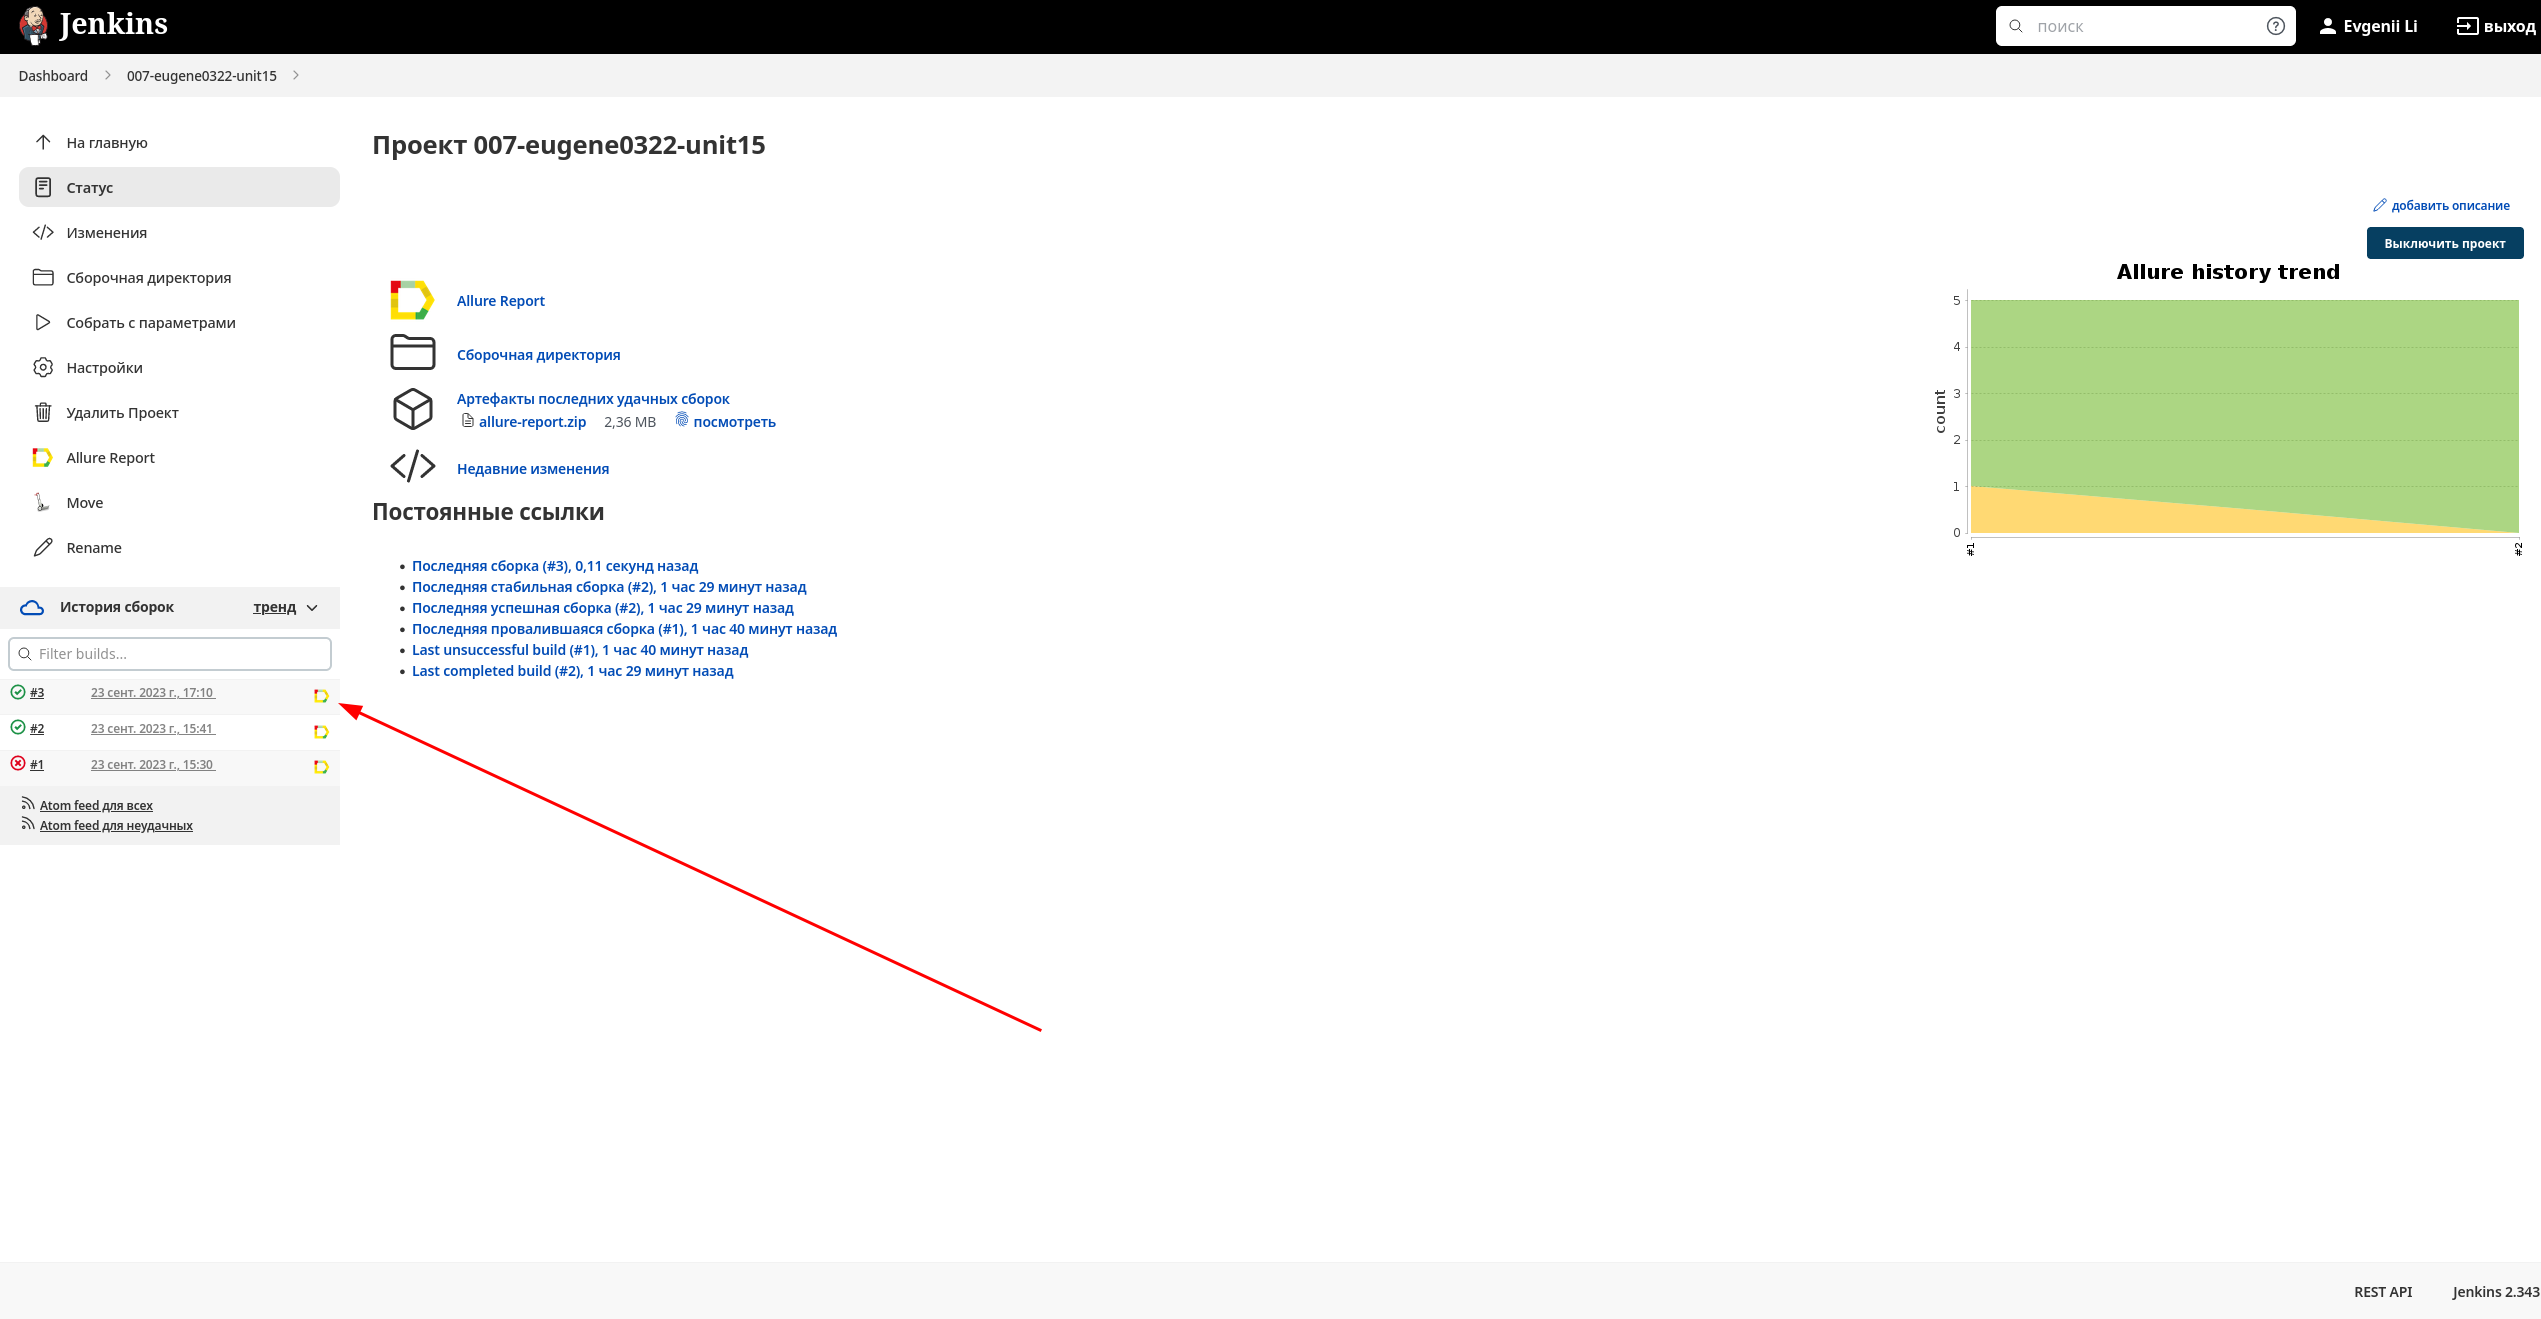 Jenkins
поиск
Evgenii Li
выход
Dashboard
007-eugene0322-unit15
На главную
Статус
Изменения
Сборочная директория
Собрать с параметрами
Настройки
Удалить Проект
Allure Report
Move
Rename
История сборок
тренд
Filter builds...
#3 23 сент. 2023 г., 17:10
#2 23 сент. 2023 г., 15:41
#1 23 сент. 2023 г., 15:30
Atom feed для всех
Atom feed для неудачных
Проект 007-eugene0322-unit15
добавить описание
Выключить проект
Allure Report
Сборочная директория
Артефакты последних удачных сборок
allure-report.zip 2,36 MB посмотреть
Недавние изменения
Постоянные ссылки
Последняя сборка (#3), 0,11 секунд назад
Последняя стабильная сборка (#2), 1 час 29 минут назад
Последняя успешная сборка (#2), 1 час 29 минут назад
Последняя провалившаяся сборка (#1), 1 час 40 минут назад
Last unsuccessful build (#1), 1 час 40 минут назад
Last completed build (#2), 1 час 29 минут назад
Allure history trend
count
5
4
3
2
1
0
#1
#2
REST API
Jenkins 2.343